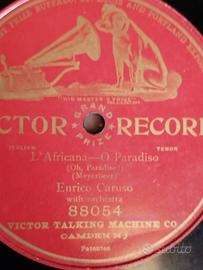 HIS MASTER'S VOICE
GRAND
PRIZE
VICTOR RECORD
ITALIAN TENOR
L'Africana—O Paradiso
(Oh, Paradise!)
(Meyerbeer)
Enrico Caruso
with orchestra
88054
VICTOR TALKING MACHINE CO.
CAMDEN N J